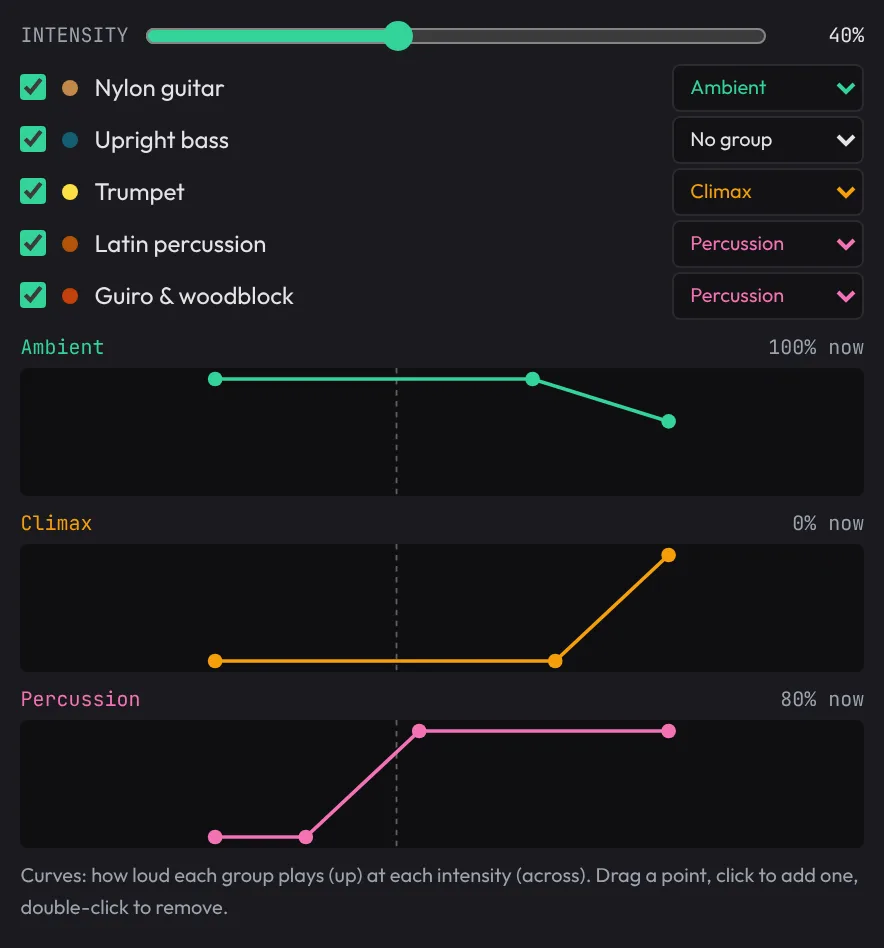 INTENSITY 40%
Nylon guitar Ambient
Upright bass No group
Trumpet Climax
Latin percussion Percussion
Guiro & woodblock Percussion
Ambient 100% now
Climax 0% now
Percussion 80% now
Curves: how loud each group plays (up) at each intensity (across). Drag a point, click to add one,
double-click to remove.